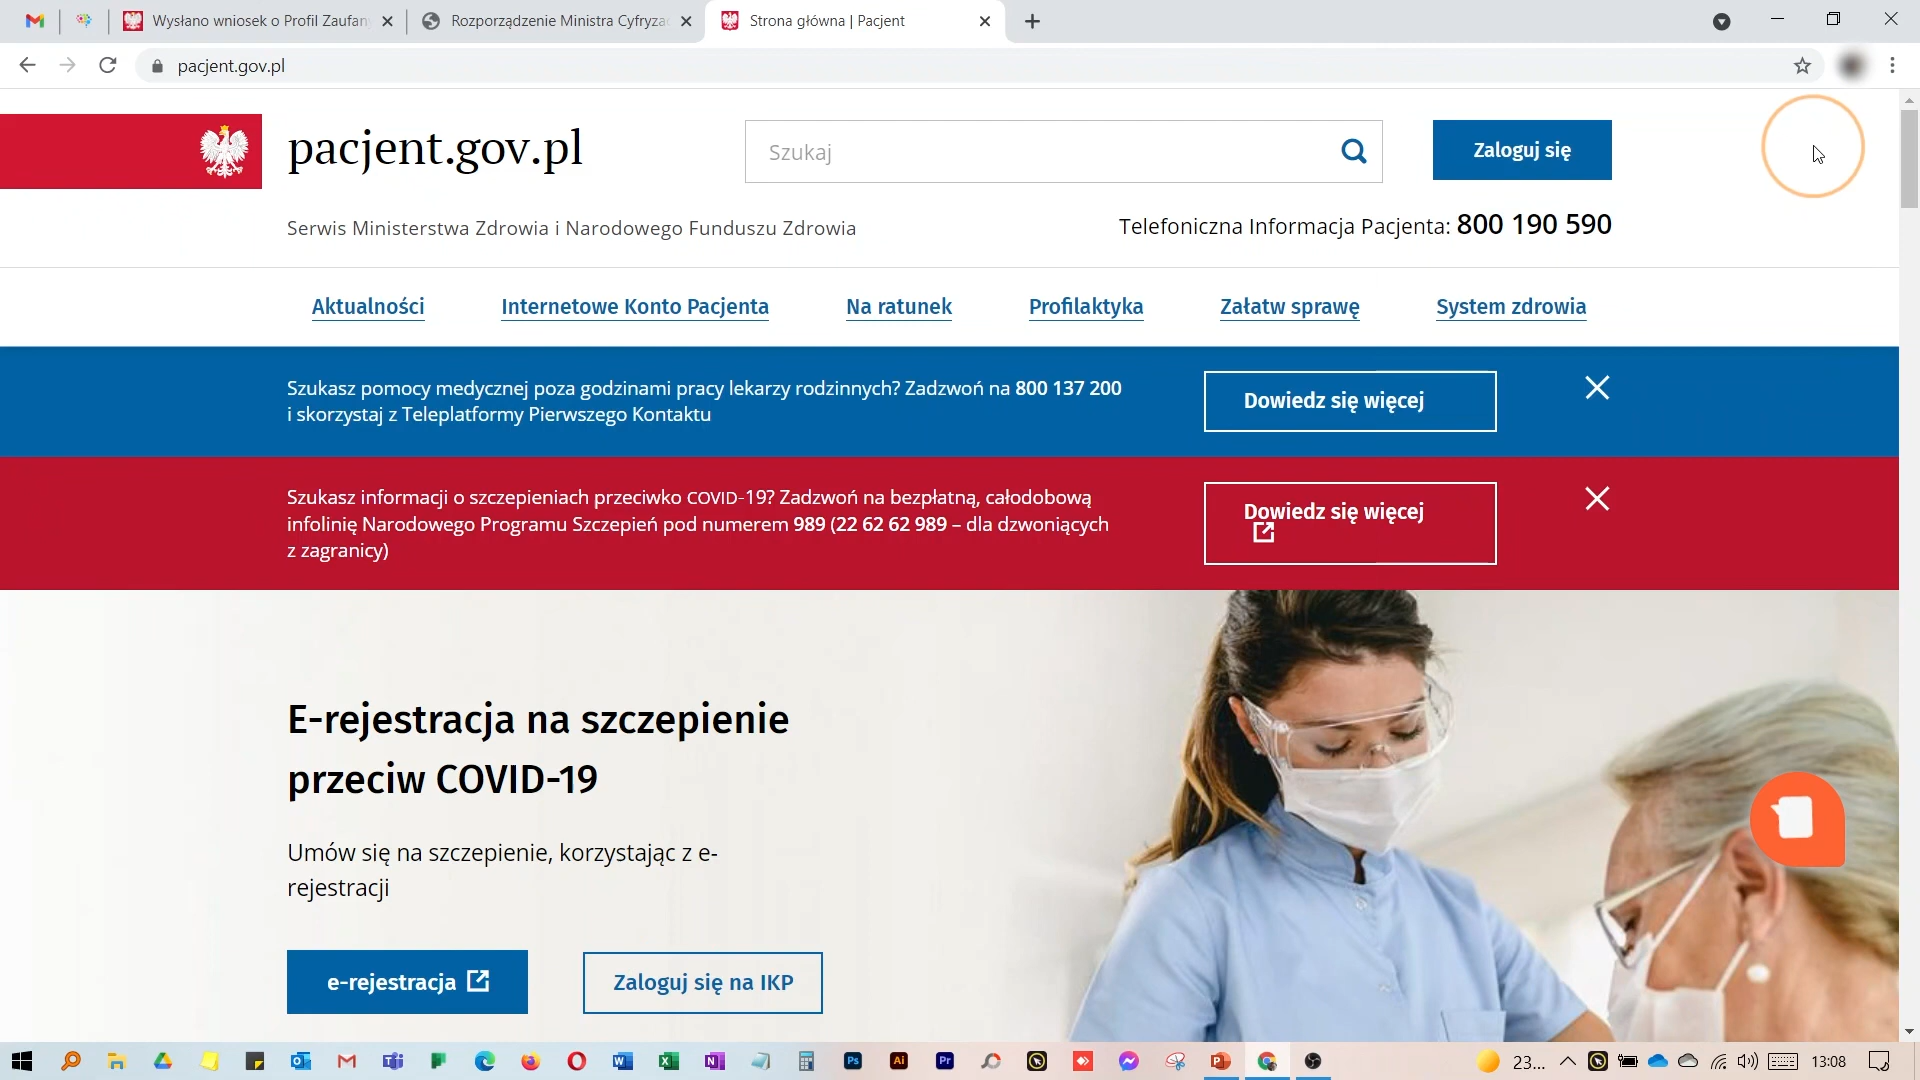 Wysłano wniosek o Profil Zaufany
Rozporządzenie Ministra Cyfryza
Strona główna | Pacjent
pacjent.gov.pl
pacjent.gov.pl
Szukaj
Zaloguj się
Serwis Ministerstwa Zdrowia i Narodowego Funduszu Zdrowia
Telefoniczna Informacja Pacjenta: 800 190 590
Aktualności
Internetowe Konto Pacjenta
Na ratunek
Profilaktyka
Załatw sprawę
System zdrowia
Szukasz pomocy medycznej poza godzinami pracy lekarzy rodzinnych? Zadzwoń na 800 137 200
i skorzystaj z Teleplatformy Pierwszego Kontaktu
Dowiedz się więcej
Szukasz informacji o szczepieniach przeciwko COVID-19? Zadzwoń na bezpłatną, całodobową
infolinię Narodowego Programu Szczepień pod numerem 989 (22 62 62 989 – dla dzwoniących
z zagranicy)
Dowiedz się więcej
E-rejestracja na szczepienie
przeciw COVID-19
Umów się na szczepienie, korzystając z e-
rejestracji
e-rejestracja
Zaloguj się na IKP
23...
13:08